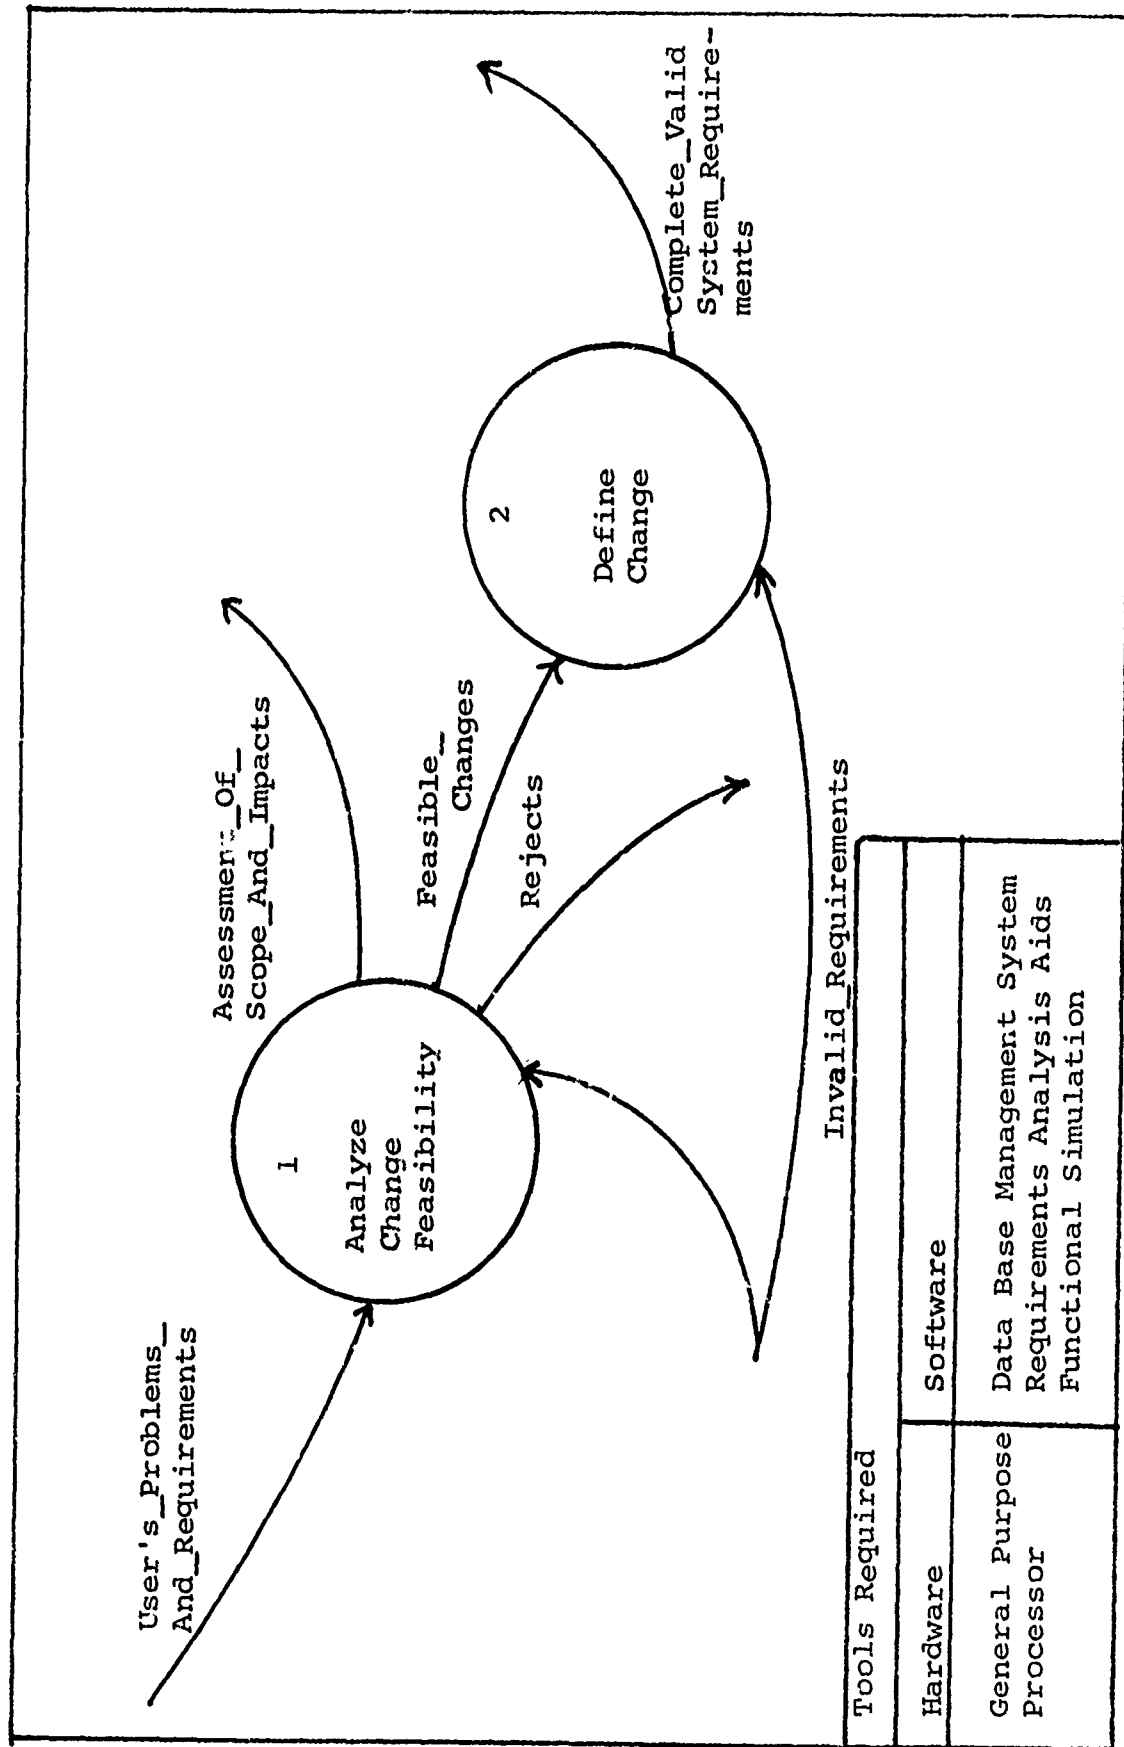 User's_Problems_
And_Requirements
1
Analyze
Change
Feasibility
Assessment_Of_
Scope_And_Impacts
Feasible_
Changes
Rejects
2
Define
Change
Complete_Valid
System_Require-
ments
Invalid_Requirements
Tools Required
Hardware
Software
General Purpose
Processor
Data Base Management System
Requirements Analysis Aids
Functional Simulation